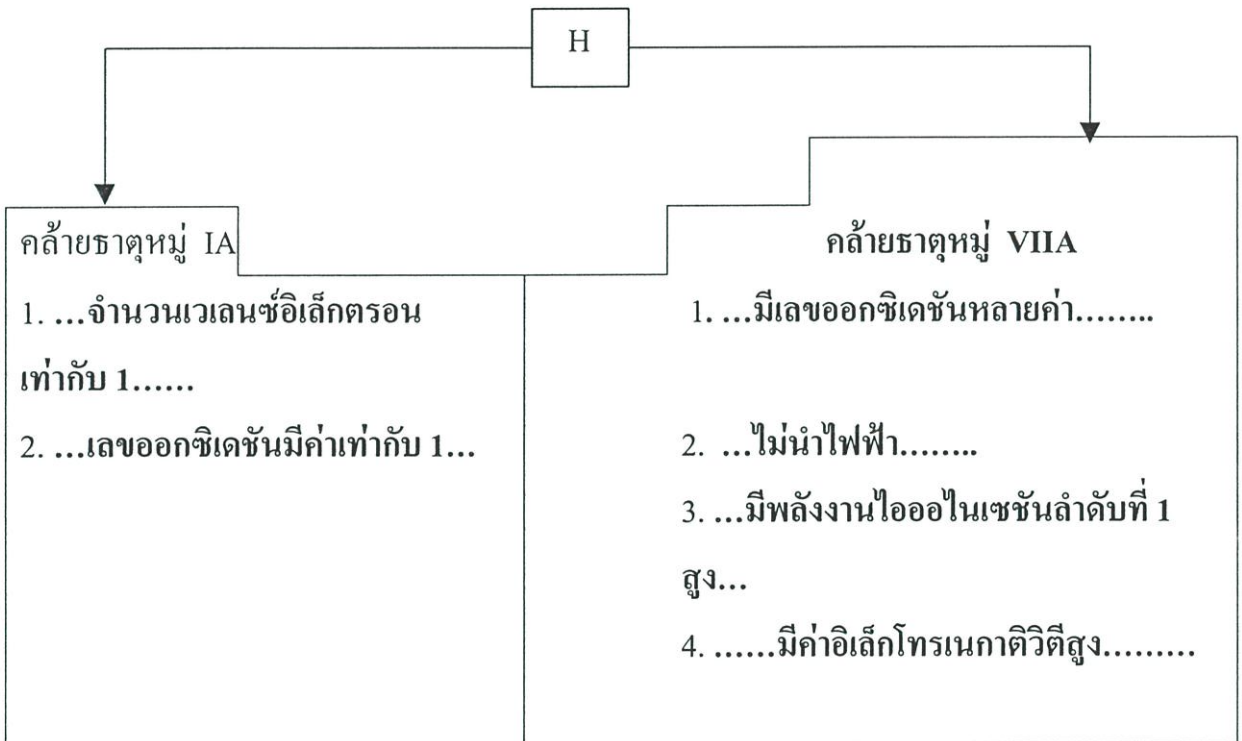 H
คล้ายธาตุหมู่ IA
1. ...จำนวนเวเลนซ์อิเล็กตรอน
เท่ากับ 1......
2. ...เลขออกซิเดชันมีค่าเท่ากับ 1...
คล้ายธาตุหมู่ VIIA
1. ...มีเลขออกซิเดชันหลายค่า........
2. ...ไม่นำไฟฟ้า........
3. ...มีพลังงานไอออไนเซชันลำดับที่ 1
สูง...
4. ......มีค่าอิเล็กโทรเนกาติวิตีสูง.........